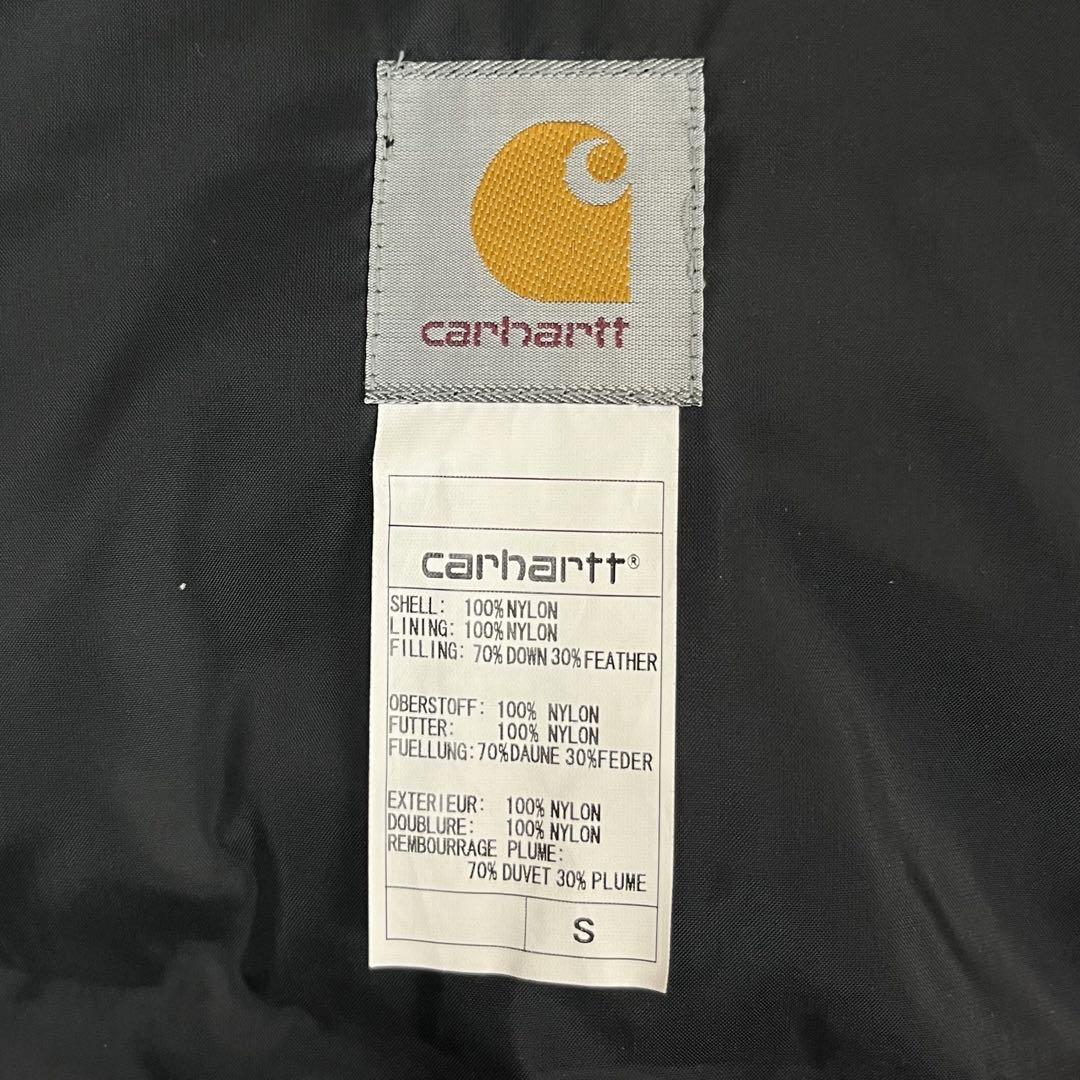 carhartt
carhartt®
SHELL: 100% NYLON
LINING: 100% NYLON
FILLING: 70% DOWN 30% FEATHER
OBERSTOFF: 100% NYLON
FUTTER: 100% NYLON
FUELLUNG: 70% DAUNE 30% FEDER
EXTERIEUR: 100% NYLON
DOUBLURE: 100% NYLON
REMBOURRAGE PLUME:
70% DUVET 30% PLUME
S